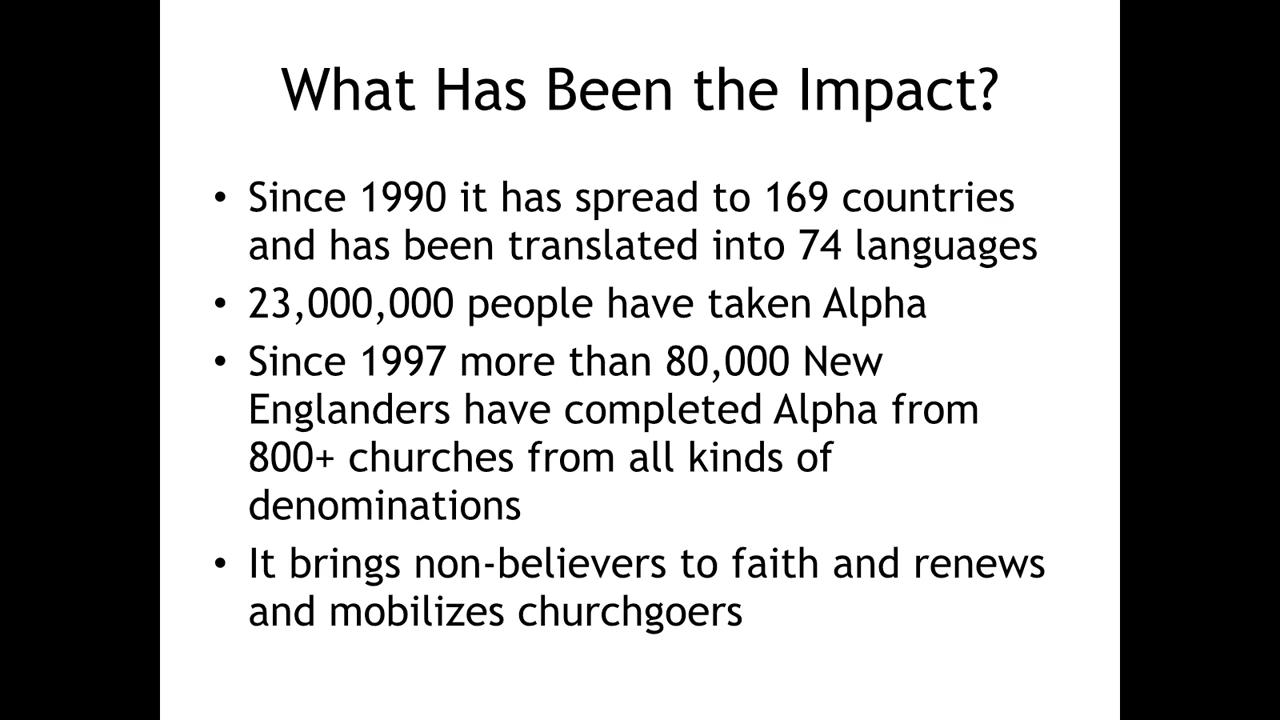 What Has Been the Impact?
• Since 1990 it has spread to 169 countries
and has been translated into 74 languages
• 23,000,000 people have taken Alpha
• Since 1997 more than 80,000 New
Englanders have completed Alpha from
800+ churches from all kinds of
denominations
• It brings non-believers to faith and renews
and mobilizes churchgoers